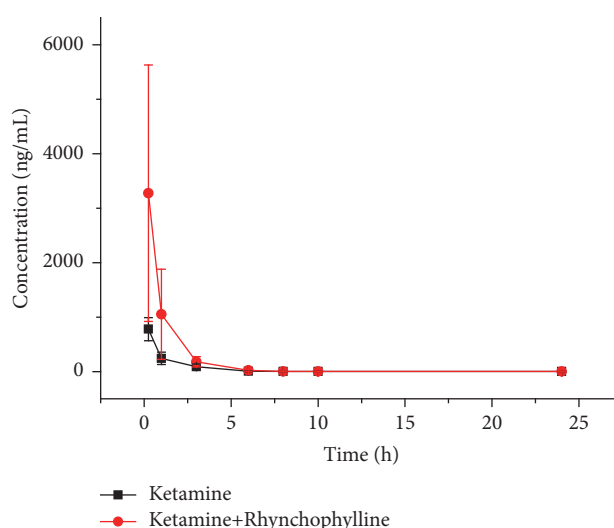 6000
4000
2000
0
Concentration (ng/mL)
0 5 10 15 20 25
Time (h)
Ketamine
Ketamine+Rhynchophylline